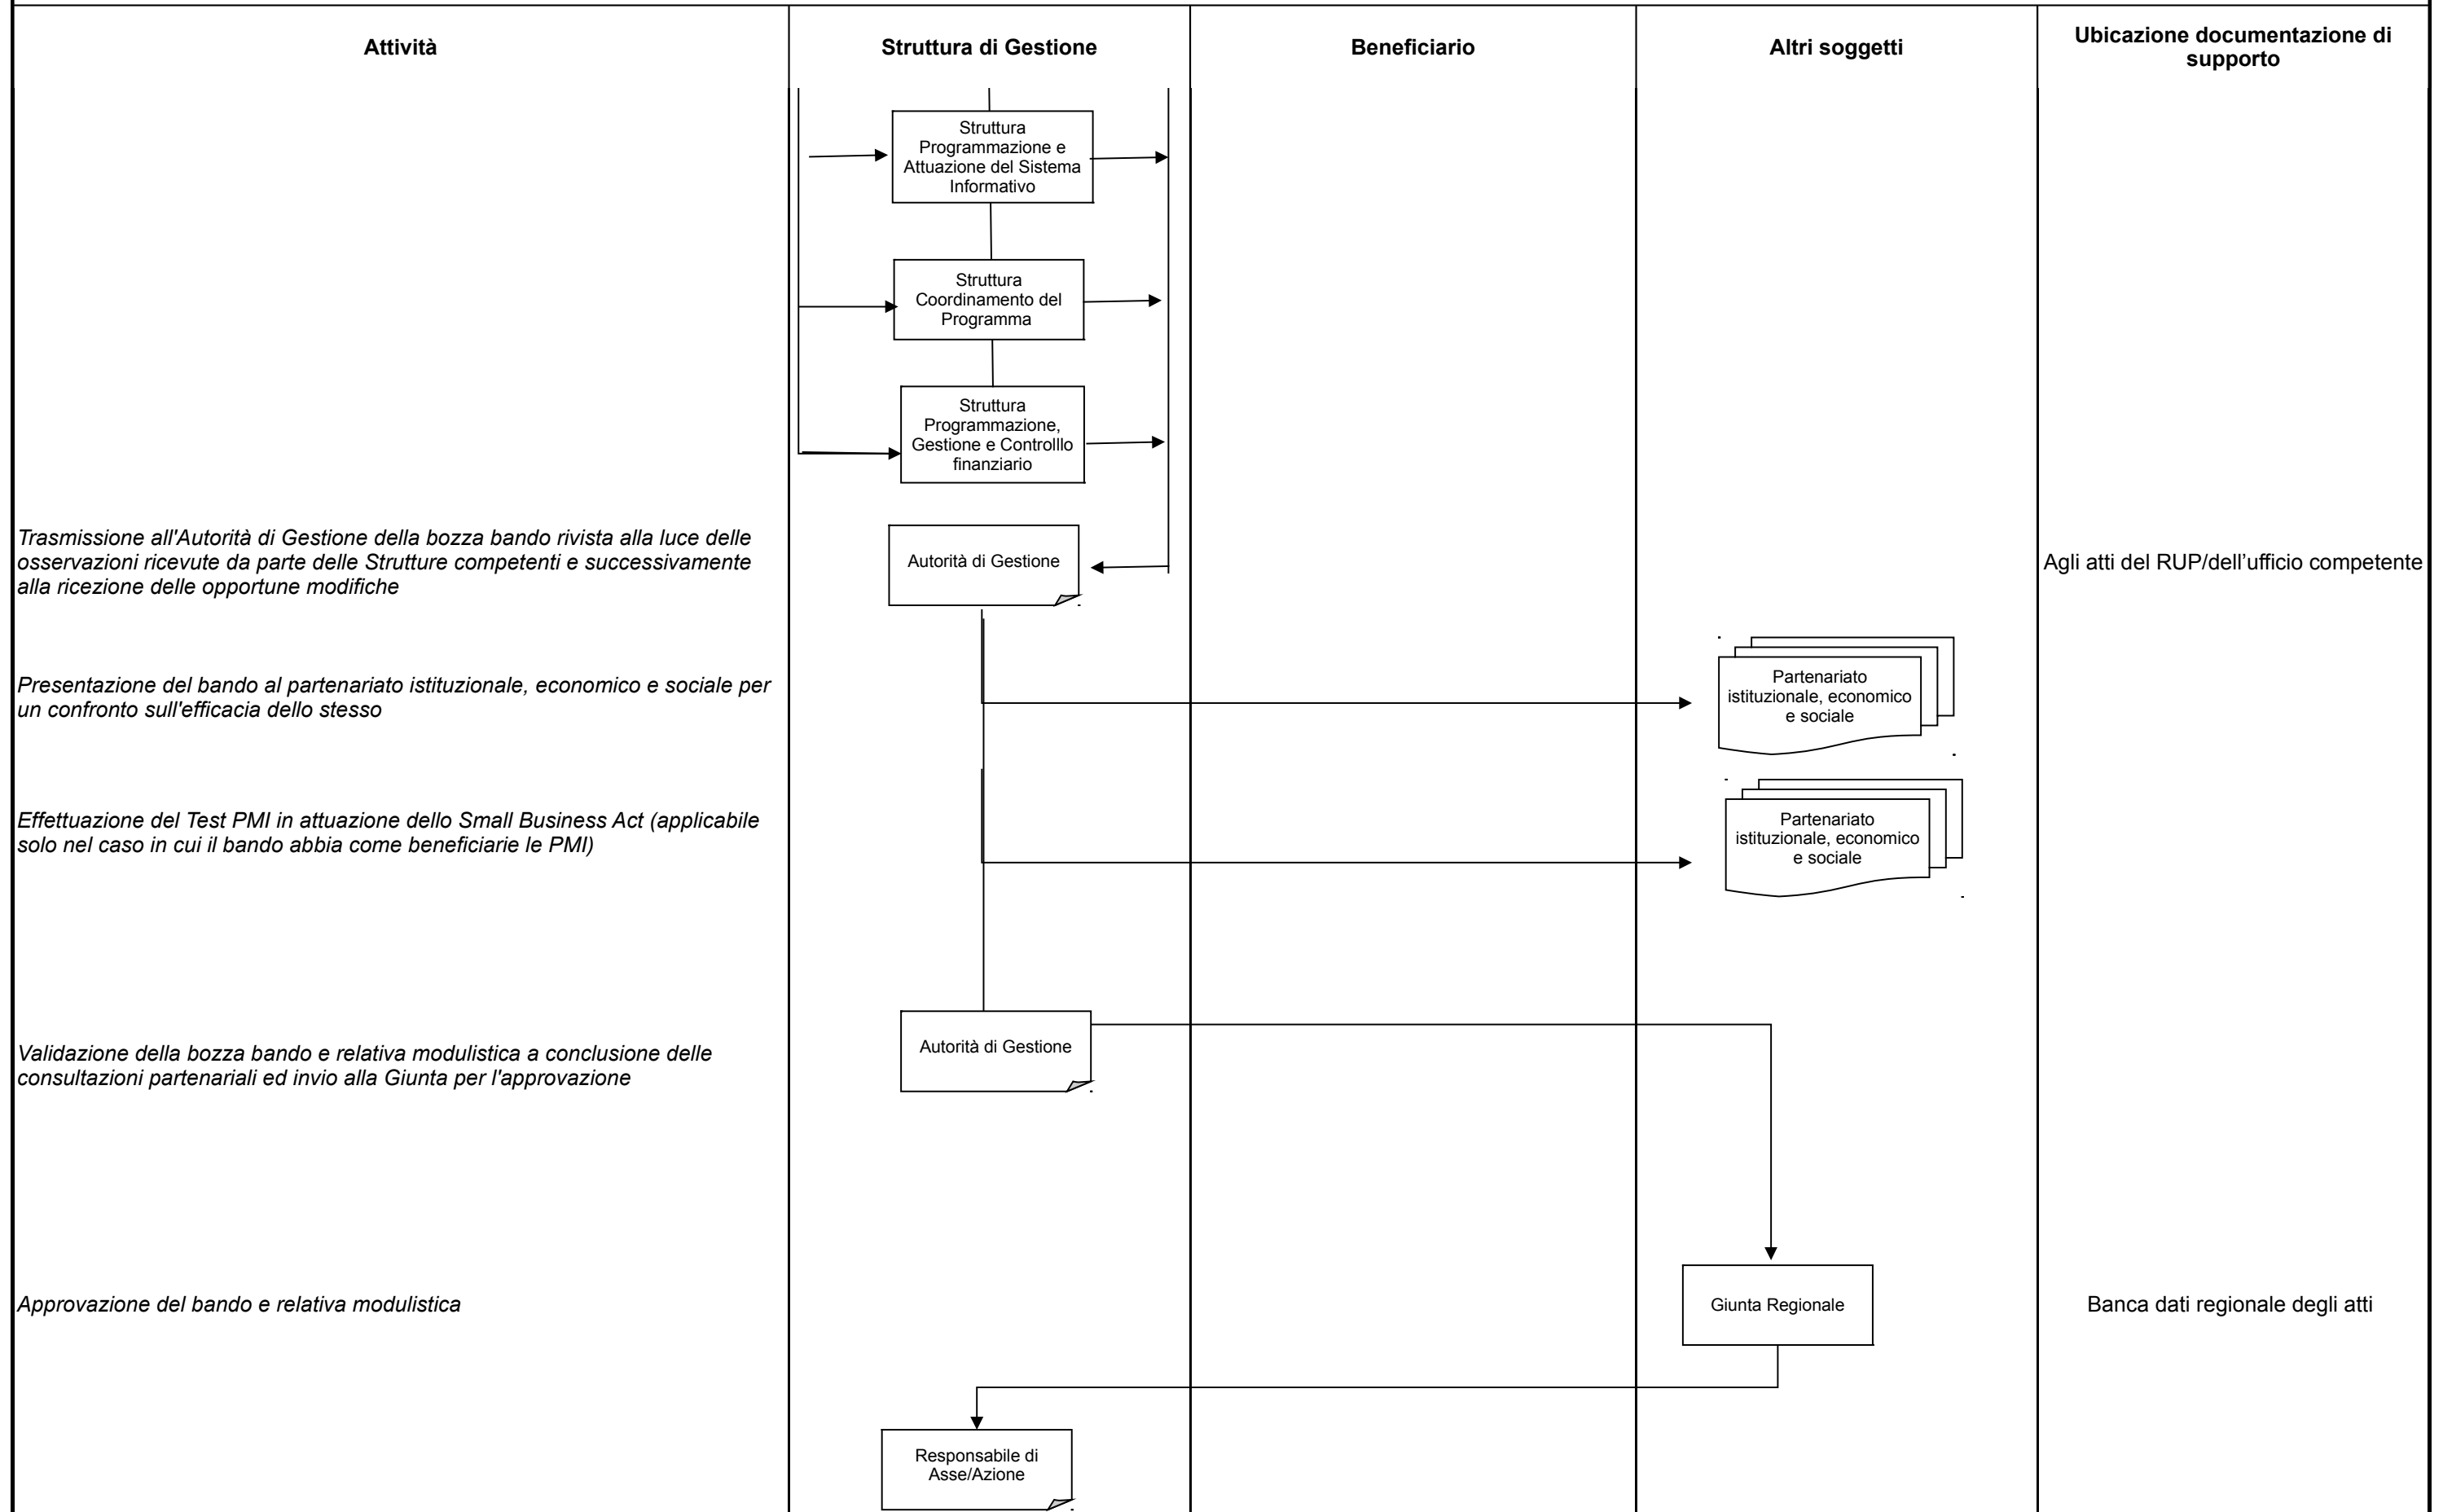 Attività
Struttura di Gestione
Beneficiario
Altri soggetti
Ubicazione documentazione di
supporto
Struttura
Programmazione e
Attuazione del Sistema
Informativo
Struttura
Coordinamento del
Programma
Struttura
Programmazione,
Gestione e Controlllo
finanziario
Trasmissione all'Autorità di Gestione della bozza bando rivista alla luce delle
osservazioni ricevute da parte delle Strutture competenti e successivamente
alla ricezione delle opportune modifiche
Autorità di Gestione
Agli atti del RUP/dell’ufficio competente
Presentazione del bando al partenariato istituzionale, economico e sociale per
un confronto sull'efficacia dello stesso
Partenariato
istituzionale, economico
e sociale
Effettuazione del Test PMI in attuazione dello Small Business Act (applicabile
solo nel caso in cui il bando abbia come beneficiarie le PMI)
Partenariato
istituzionale, economico
e sociale
Validazione della bozza bando e relativa modulistica a conclusione delle
consultazioni partenariali ed invio alla Giunta per l'approvazione
Autorità di Gestione
Approvazione del bando e relativa modulistica
Giunta Regionale
Banca dati regionale degli atti
Responsabile di
Asse/Azione